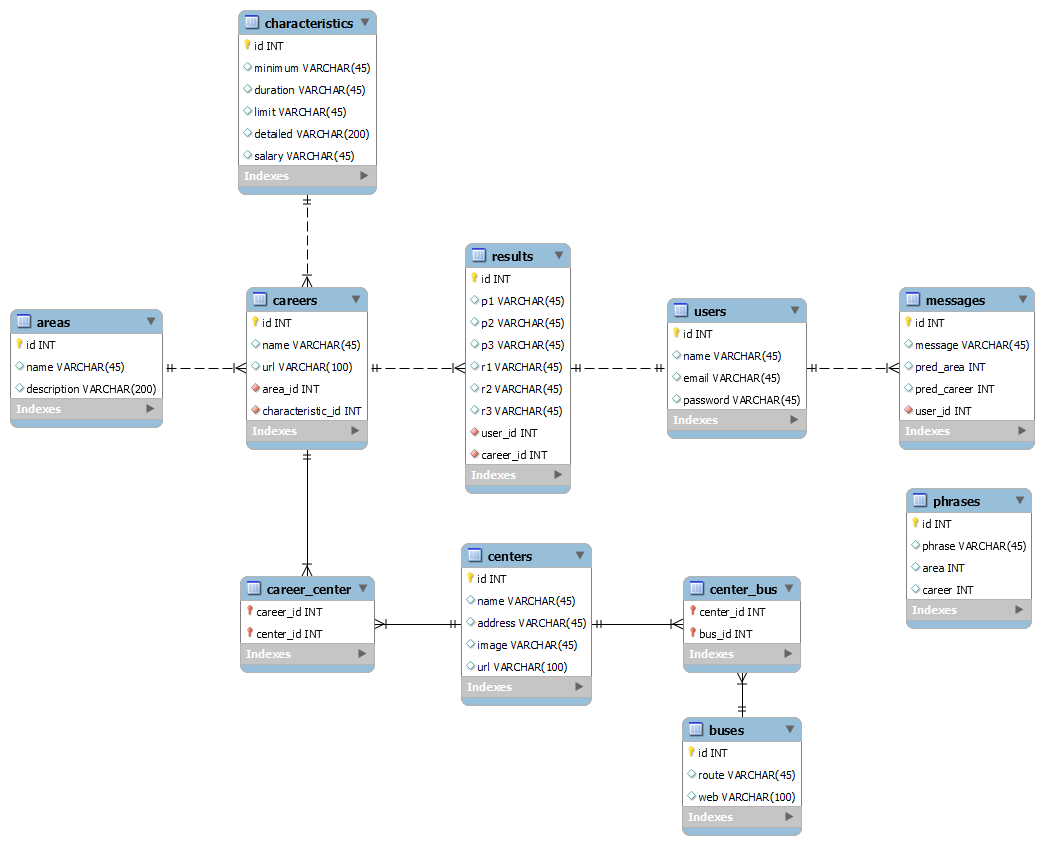 characteristics
id INT
minimum VARCHAR(45)
duration VARCHAR(45)
limit VARCHAR(45)
detailed VARCHAR(200)
salary VARCHAR(45)
Indexes
areas
id INT
name VARCHAR(45)
description VARCHAR(200)
Indexes
careers
id INT
name VARCHAR(45)
url VARCHAR(100)
area_id INT
characteristic_id INT
Indexes
results
id INT
p1 VARCHAR(45)
p2 VARCHAR(45)
p3 VARCHAR(45)
r1 VARCHAR(45)
r2 VARCHAR(45)
r3 VARCHAR(45)
user_id INT
career_id INT
Indexes
users
id INT
name VARCHAR(45)
email VARCHAR(45)
password VARCHAR(45)
Indexes
messages
id INT
message VARCHAR(45)
pred_area INT
pred_career INT
user_id INT
Indexes
phrases
id INT
phrase VARCHAR(45)
area INT
career INT
Indexes
career_center
career_id INT
center_id INT
Indexes
centers
id INT
name VARCHAR(45)
address VARCHAR(45)
image VARCHAR(45)
url VARCHAR(100)
Indexes
center_bus
center_id INT
bus_id INT
Indexes
buses
id INT
route VARCHAR(45)
web VARCHAR(100)
Indexes